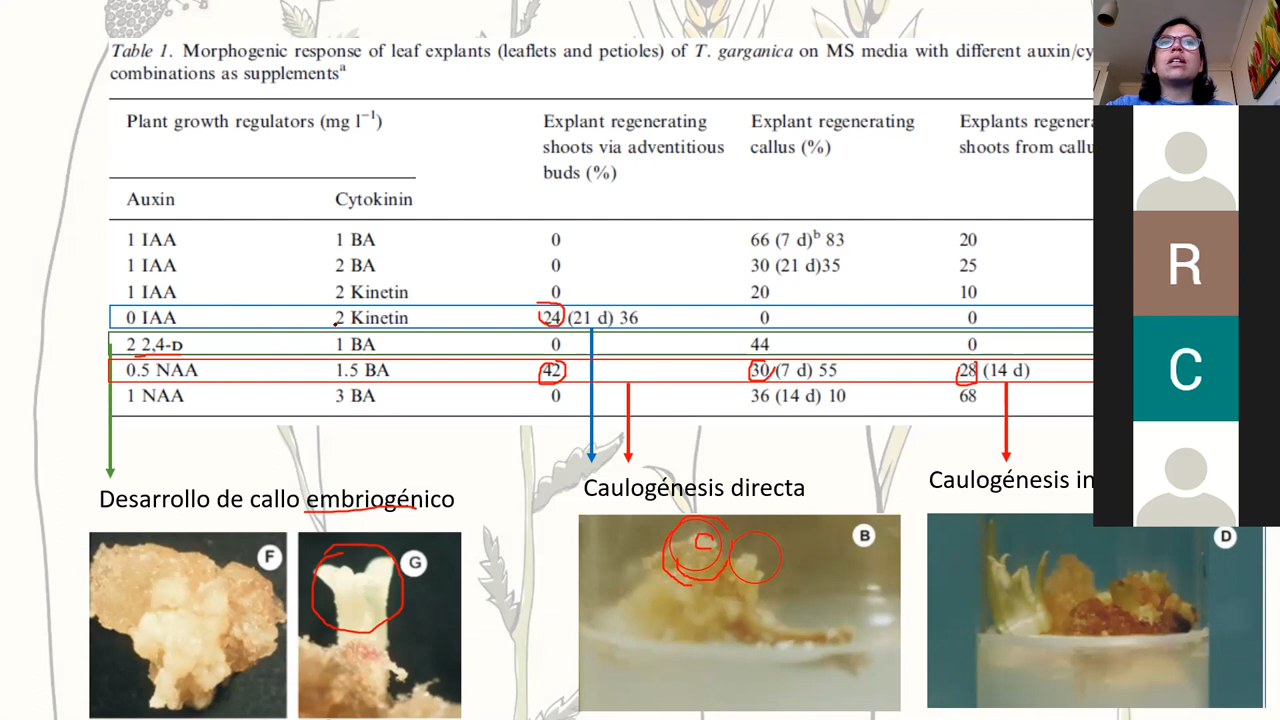 Table 1. Morphogenic response of leaf explants (leaflets and petioles) of T. garganica on MS media with different auxin/cy
combinations as supplementsᵃ
Plant growth regulators (mg l⁻¹)
Explant regenerating
shoots via adventitious
buds (%)
Explant regenerating
callus (%)
Explants regenera
shoots from callu
Auxin Cytokinin
1 IAA 1 BA 0 66 (7 d)ᵇ 83 20
1 IAA 2 BA 0 30 (21 d)35 25
1 IAA 2 Kinetin 0 20 10
0 IAA 2 Kinetin 24 (21 d) 36 0 0
2 2,4-D 1 BA 0 44 0
0.5 NAA 1.5 BA 42 30 (7 d) 55 28 (14 d)
1 NAA 3 BA 0 36 (14 d) 10 68
Desarrollo de callo embriogénico
Caulogénesis directa
Caulogénesis in
F
G
B
C
D
R
C